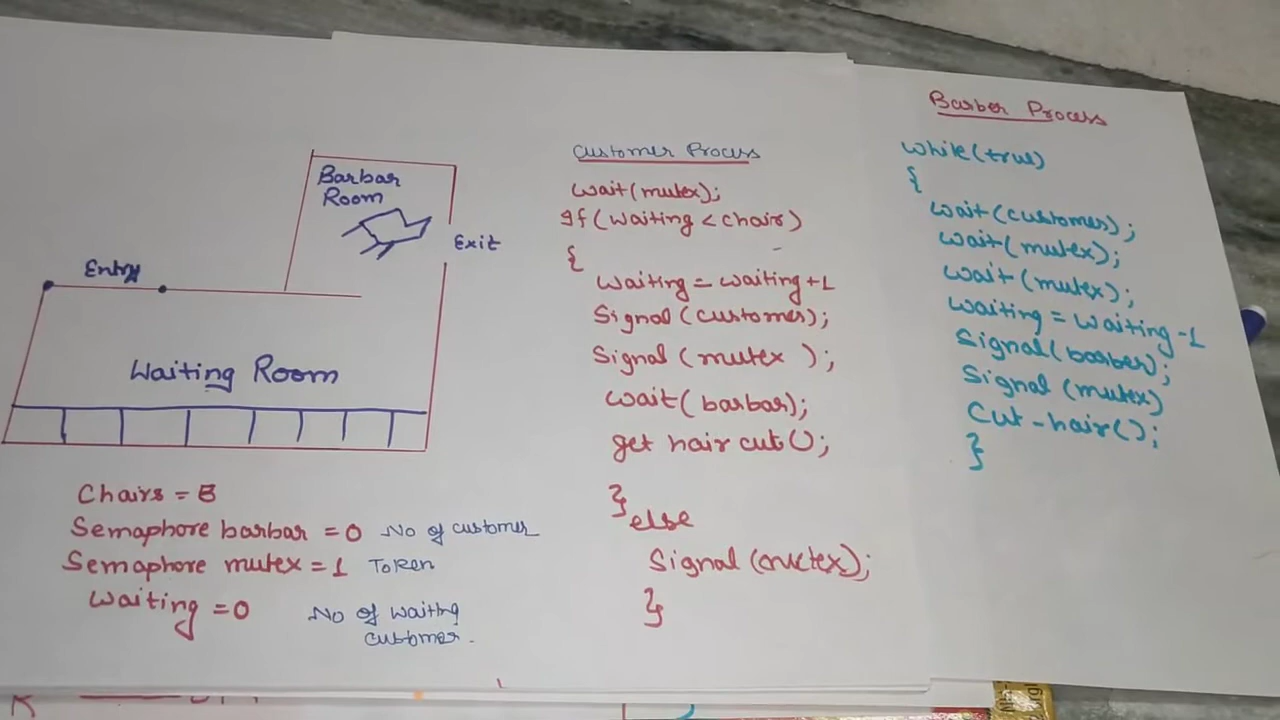 Barbar
Room
Exit
Entry
Waiting Room
Chairs = 8
Semaphore barbar = 0 No of customer
Semaphore mutex = 1 Token
Waiting = 0 No of waiting
customer.
Customer Process
wait(mutex);
If (waiting < chair)
{
Waiting = waiting+1
Signal (customer);
Signal (mutex );
wait( barbar);
get hair cut();
}
else
Signal (mutex);
}
Barber Process
while(true)
{
wait(customer);
wait(mutex);
wait (mutex);
waiting = waiting-1
Signal(barber);
Signal (mutex)
Cut-hair();
}